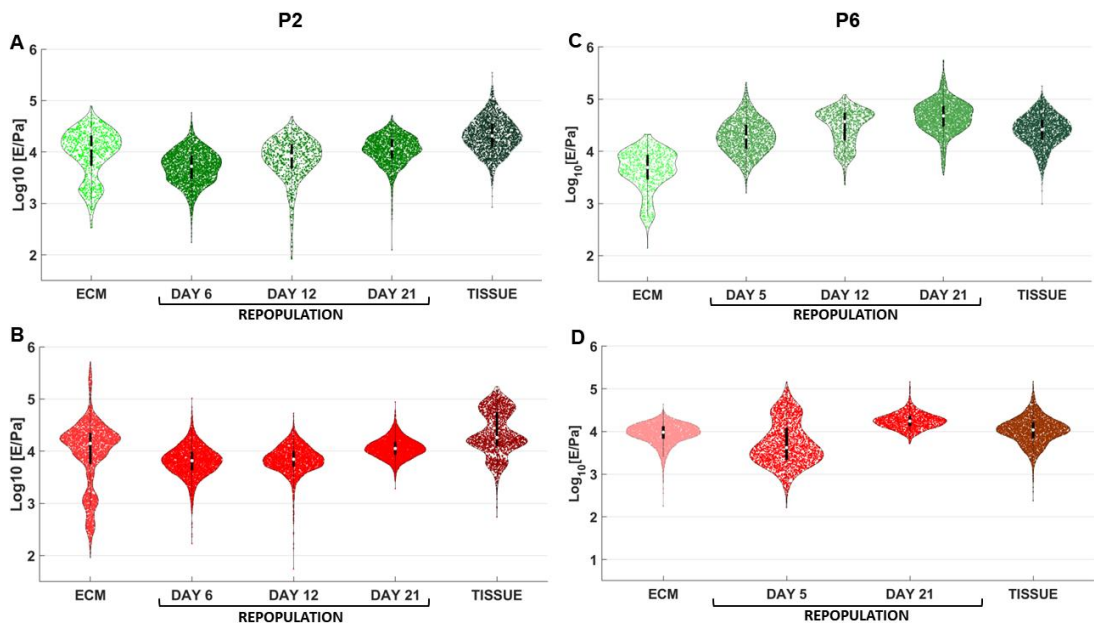 P2
P6
A
6
5
4
3
2
Log10 [E/Pa]
ECM
DAY 6
DAY 12
DAY 21
TISSUE
REPOPULATION
C
6
5
4
3
2
Log10[E/Pa]
ECM
DAY 5
DAY 12
DAY 21
TISSUE
REPOPULATION
B
6
5
4
3
2
Log10 [E/Pa]
ECM
DAY 6
DAY 12
DAY 21
TISSUE
REPOPULATION
D
6
5
4
3
2
1
Log10[E/Pa]
ECM
DAY 5
DAY 21
TISSUE
REPOPULATION